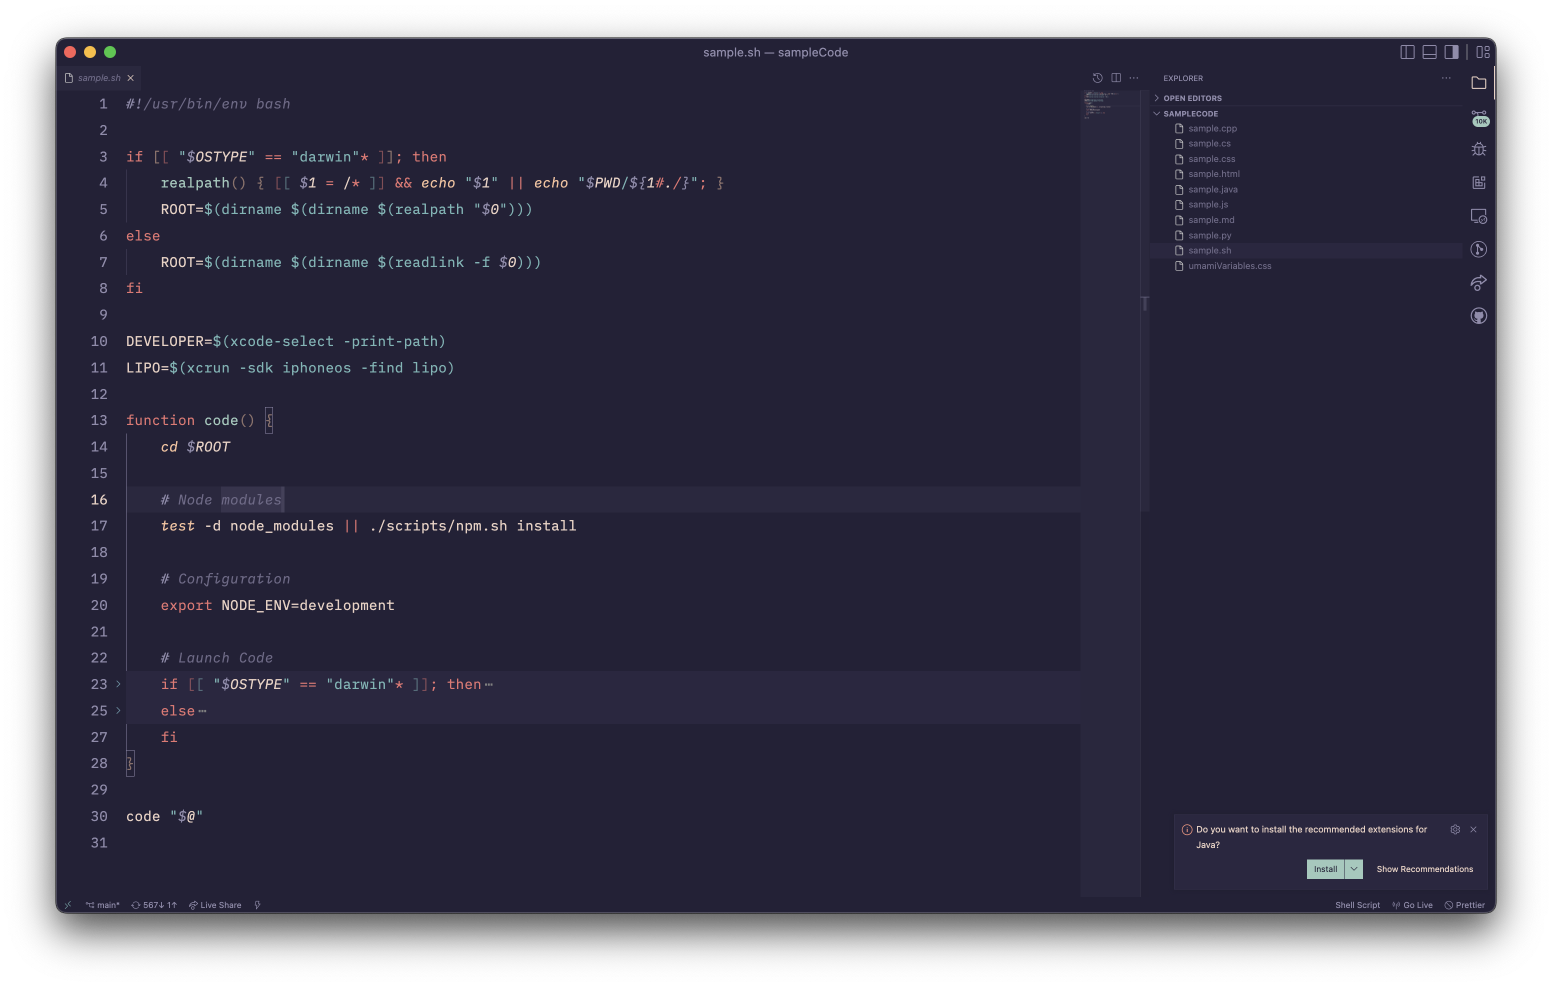 sample.sh — sampleCode
sample.sh
1 #!/usr/bin/env bash
2
3 if [[ "$OSTYPE" == "darwin"* ]]; then
4     realpath() { [[ $1 = /* ]] && echo "$1" || echo "$PWD/${1#./}"; }
5     ROOT=$(dirname $(dirname $(realpath "$0")))
6 else
7     ROOT=$(dirname $(dirname $(readlink -f $0)))
8 fi
9
10 DEVELOPER=$(xcode-select -print-path)
11 LIPO=$(xcrun -sdk iphoneos -find lipo)
12
13 function code() {
14     cd $ROOT
15
16     # Node modules
17     test -d node_modules || ./scripts/npm.sh install
18
19     # Configuration
20     export NODE_ENV=development
21
22     # Launch Code
23     if [[ "$OSTYPE" == "darwin"* ]]; then⋯
25     else⋯
27     fi
28 }
29
30 code "$@"
31
EXPLORER
OPEN EDITORS
SAMPLECODE
sample.cpp
sample.cs
sample.css
sample.html
sample.java
sample.js
sample.md
sample.py
sample.sh
umamiVariables.css
10K
Do you want to install the recommended extensions for
Java?
Install
Show Recommendations
main*
567↓ 1↑
Live Share
Shell Script
Go Live
Prettier